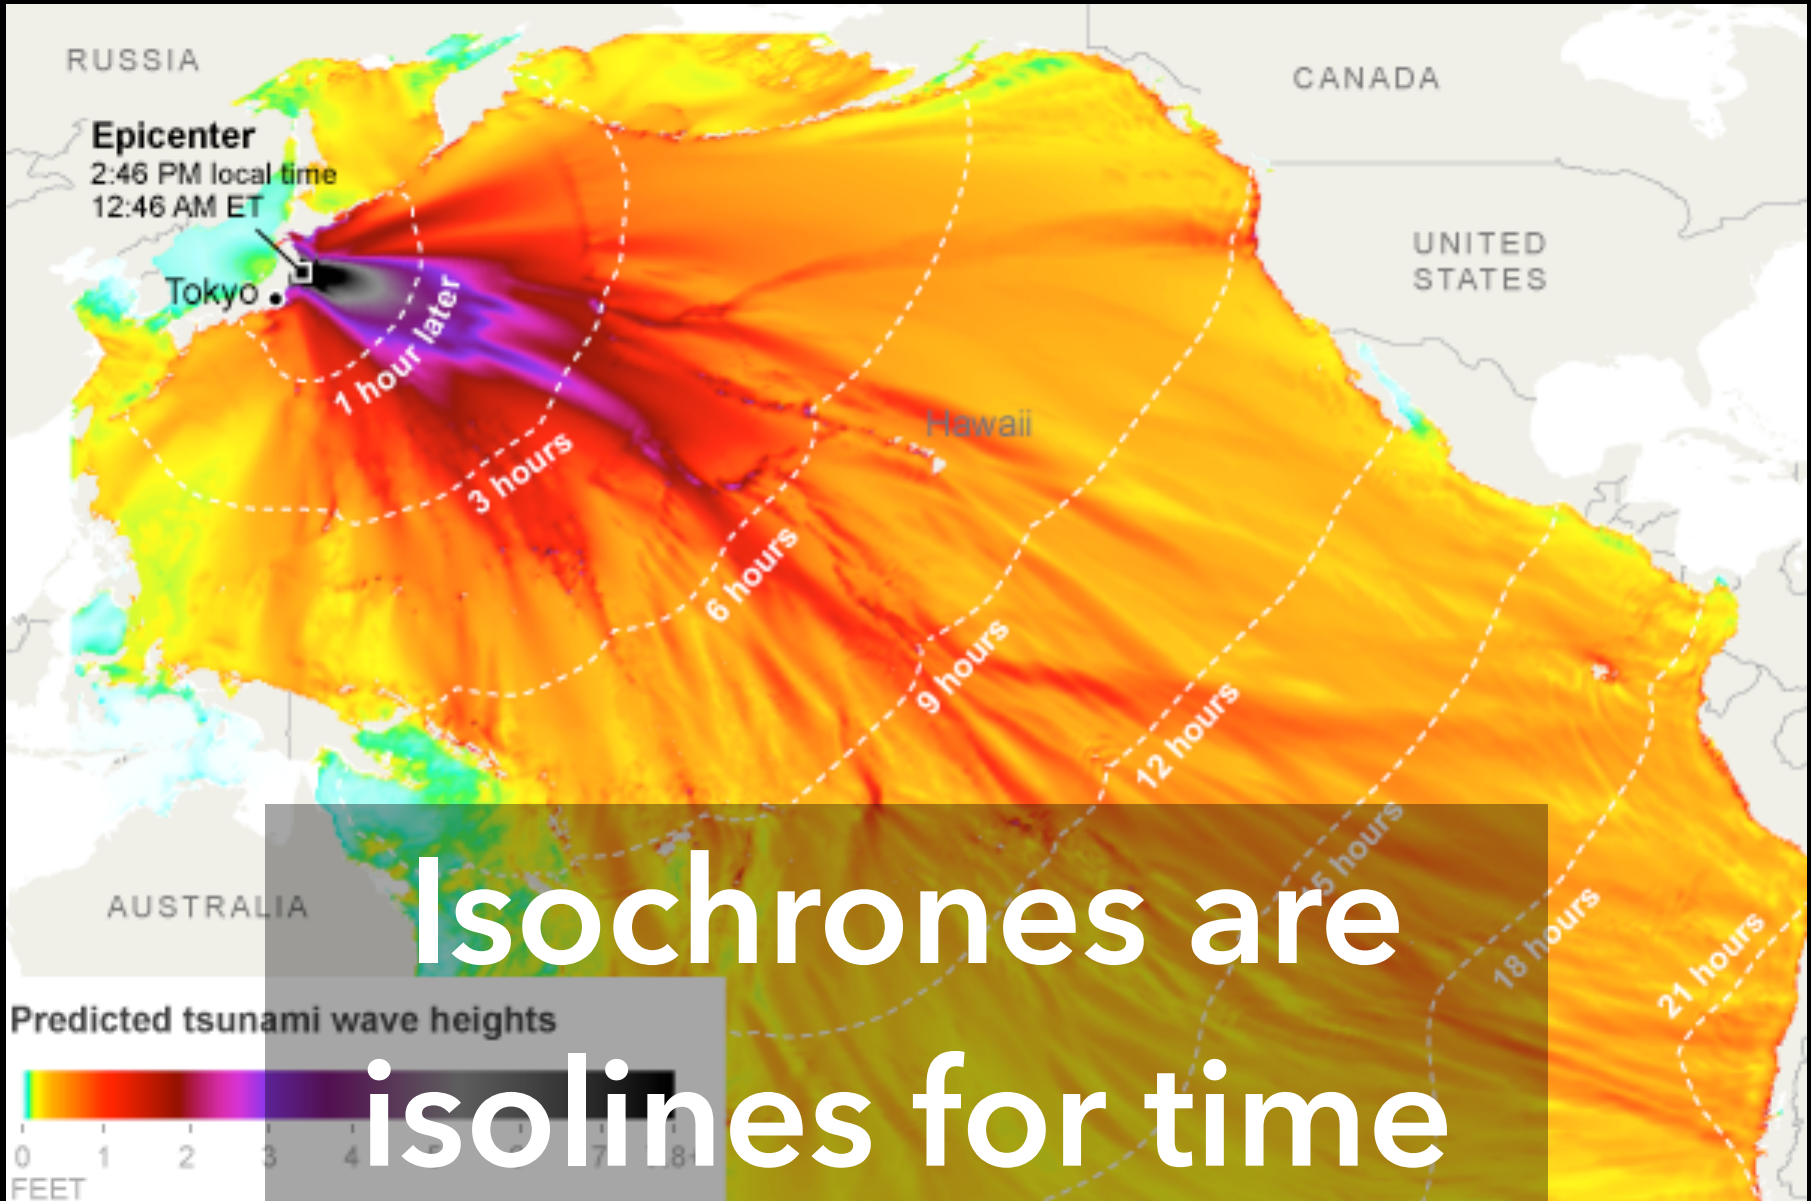 RUSSIA
CANADA
Epicenter
2:46 PM local time
12:46 AM ET
UNITED
STATES
Tokyo
1 hour later
Hawaii
3 hours
6 hours
9 hours
12 hours
15 hours
18 hours
21 hours
AUSTRALIA
Isochrones are
isolines for time
Predicted tsunami wave heights
0 1 2 3 4 7 8+
FEET